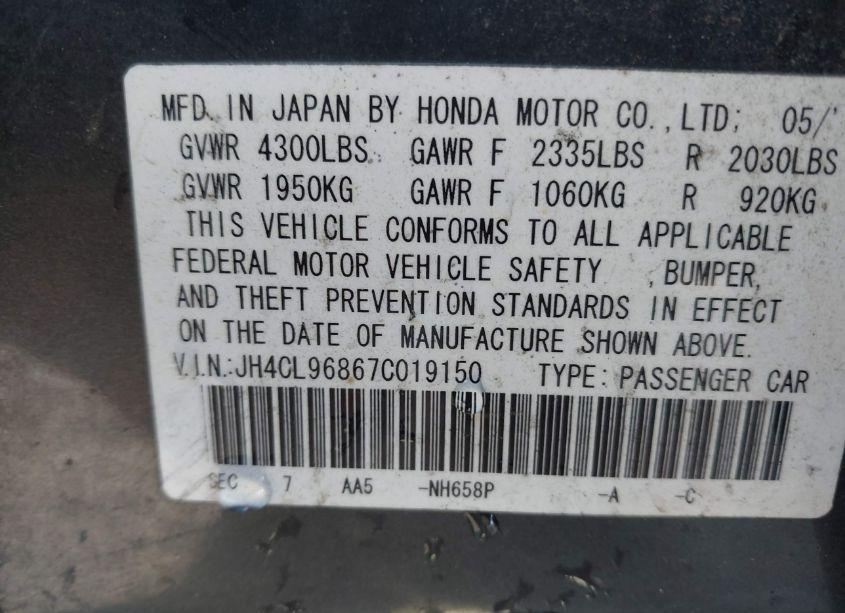 MFD. IN JAPAN BY HONDA MOTOR CO., LTD; 05/
GVWR 4300LBS GAWR F 2335LBS R 2030LBS
GVWR 1950KG GAWR F 1060KG R 920KG
THIS VEHICLE CONFORMS TO ALL APPLICABLE
FEDERAL MOTOR VEHICLE SAFETY , BUMPER,
AND THEFT PREVENTION STANDARDS IN EFFECT
ON THE DATE OF MANUFACTURE SHOWN ABOVE.
V.I.N.:JH4CL96867C019150 TYPE: PASSENGER CAR
SEC 7 AA5 -NH658P -A -C